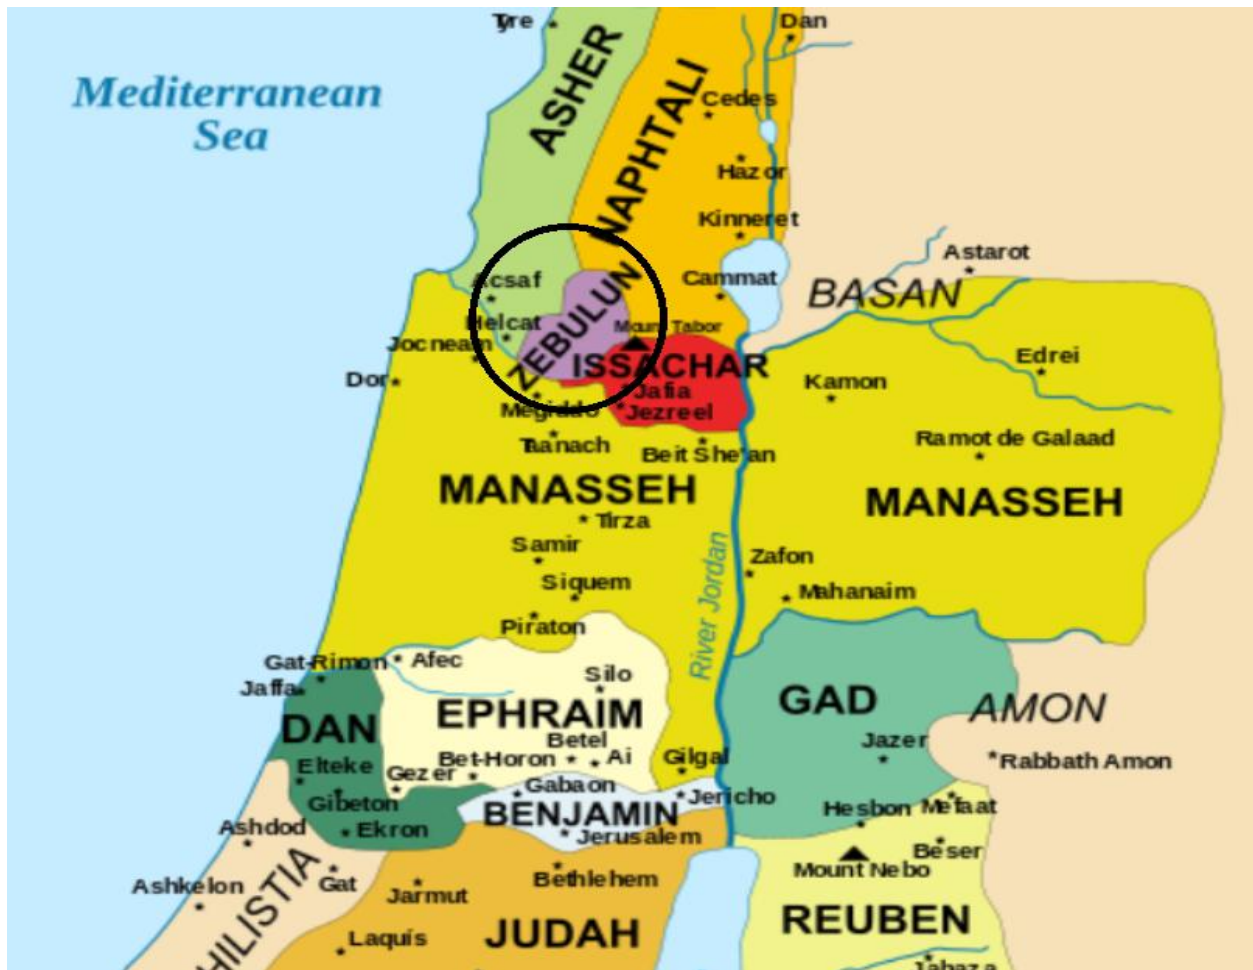 Tyre
Dan
ASHER
Mediterranean
Sea
NAPHTALI
Cedes
Hazor
Kinneret
Astarot
Acsaf
Cammat
BASAN
ZEBULUN
Helcat
Mount Tabor
Jocneam
ISSACHAR
Edrei
Dor
Kamon
Jafia
Megiddo
Jezreel
Taanach
Ramot de Galaad
Beit She'an
MANASSEH
MANASSEH
Tirza
Samir
River Jordan
Zafon
Siquem
Mahanaim
Piraton
Gat-Rimon
Afec
Jaffa
Silo
GAD
AMON
DAN
EPHRAIM
Betel
Jazer
Bet-Horon
Ai
Gilgal
Rabbath Amon
Elteke
Gezer
Gabaon
Jericho
Gibeton
BENJAMIN
Hesbon
Mefaat
Ashdod
Ekron
Jerusalem
Beser
Mount Nebo
Ashkelon
Gat
Jarmut
Bethlehem
HILISTIA
REUBEN
Laquis
JUDAH